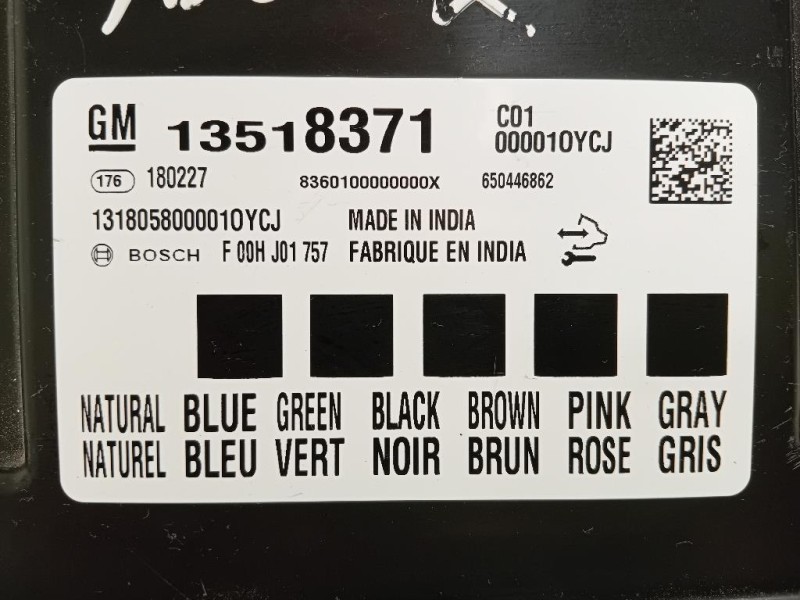 GM 13518371 C01
000010YCJ
176 180227 8360100000000X 650446862
131805800001OYCJ MADE IN INDIA
BOSCH F 00H J01 757 FABRIQUE EN INDIA
NATURAL BLUE GREEN BLACK BROWN PINK GRAY
NATUREL BLEU VERT NOIR BRUN ROSE GRIS